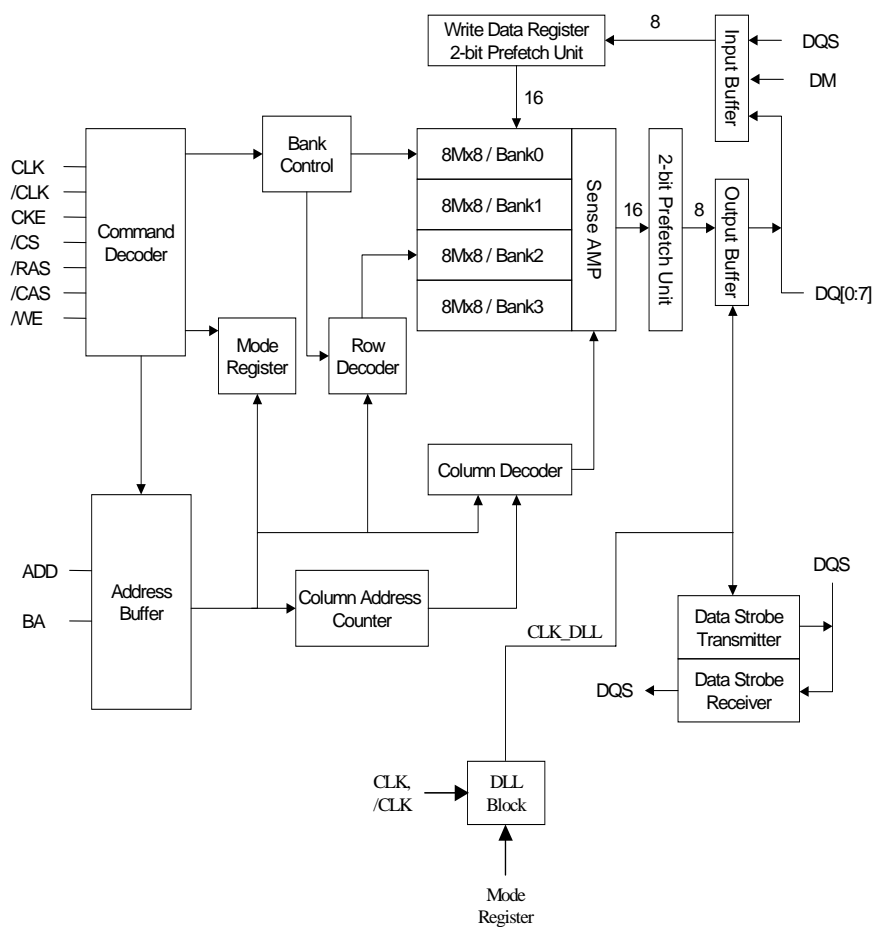 Write Data Register
2-bit Prefetch Unit
8
Input Buffer
DQS
DM
16
Bank
Control
8Mx8 / Bank0
8Mx8 / Bank1
8Mx8 / Bank2
8Mx8 / Bank3
Sense AMP
16
2-bit Prefetch Unit
8
Output Buffer
DQ[0:7]
CLK
/CLK
CKE
/CS
/RAS
/CAS
/WE
Command
Decoder
Mode
Register
Row
Decoder
Column Decoder
ADD
BA
Address
Buffer
Column Address
Counter
CLK_DLL
DQS
Data Strobe
Transmitter
Data Strobe
Receiver
DQS
CLK,
/CLK
DLL
Block
Mode
Register